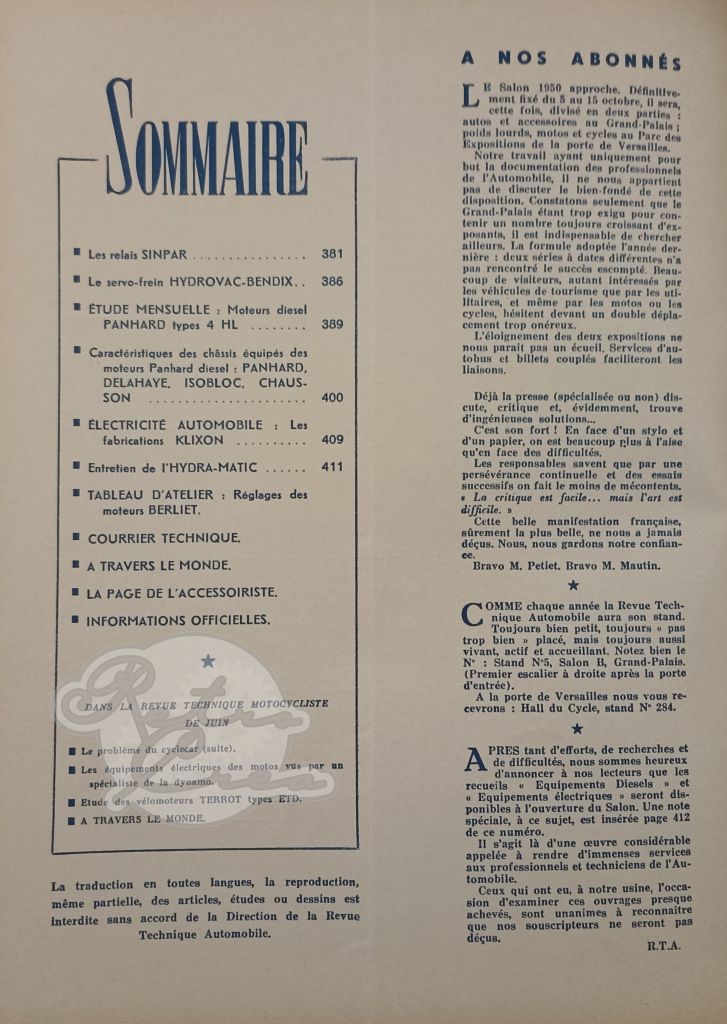 SOMMAIRE
■ Les relais SINPAR ................ 381
■ Le servo-frein HYDROVAC-BENDIX.. 386
■ ÉTUDE MENSUELLE : Moteurs diesel
PANHARD types 4 HL ........ 389
■ Caractéristiques des châssis équipés des
moteurs Panhard diesel : PANHARD,
DELAHAYE, ISOBLOC, CHAUS-
SON .................... 400
■ ÉLECTRICITÉ AUTOMOBILE : Les
fabrications KLIXON .......... 409
■ Entretien de l'HYDRA-MATIC ...... 411
■ TABLEAU D'ATELIER : Réglages des
moteurs BERLIET.
■ COURRIER TECHNIQUE.
■ A TRAVERS LE MONDE.
■ LA PAGE DE L'ACCESSOIRISTE.
■ INFORMATIONS OFFICIELLES.
★
DANS LA REVUE TECHNIQUE MOTOCYCLISTE
DE JUIN
■ Le problème du cyclecar (suite).
■ Les équipements électriques des motos vus par un
spécialiste de la dynamo.
■ Etude des vélomoteurs TERROT types ETD.
■ A TRAVERS LE MONDE.
La traduction en toutes langues, la reproduction,
même partielle, des articles, études ou dessins est
interdite sans accord de la Direction de la Revue
Technique Automobile.
A NOS ABONNÉS
LE Salon 1950 approche. Définitive-
ment fixé du 5 au 15 octobre, il sera,
cette fois, divisé en deux parties :
autos et accessoires au Grand-Palais ;
poids lourds, motos et cycles au Parc des
Expositions de la porte de Versailles.
Notre travail ayant uniquement pour
but la documentation des professionnels
de l'Automobile, il ne nous appartient
pas de discuter le bien-fondé de cette
disposition. Constatons seulement que le
Grand-Palais étant trop exigu pour con-
tenir un nombre toujours croissant d'ex-
posants, il est indispensable de chercher
ailleurs. La formule adoptée l'année der-
nière : deux séries à dates différentes n'a
pas rencontré le succès escompté. Beau-
coup de visiteurs, autant intéressés par
les véhicules de tourisme que par les uti-
litaires, et même par les motos ou les
cycles, hésitent devant un double dépla-
cement trop onéreux.
L'éloignement des deux expositions ne
nous paraît pas un écueil. Services d'au-
tobus et billets couplés faciliteront les
liaisons.
Déjà la presse (spécialisée ou non) dis-
cute, critique et, évidemment, trouve
d'ingénieuses solutions...
C'est son fort ! En face d'un stylo et
d'un papier, on est beaucoup plus à l'aise
qu'en face des difficultés.
Les responsables savent que par une
persévérance continuelle et des essais
successifs on fait le moins de mécontents.
« La critique est facile... mais l'art est
difficile. »
Cette belle manifestation française,
sûrement la plus belle, ne nous a jamais
déçus. Nous, nous gardons notre confian-
ce.
Bravo M. Petiet. Bravo M. Mautin.
★
COMME chaque année la Revue Tech-
nique Automobile aura son stand.
Toujours bien petit, toujours « pas
trop bien » placé, mais toujours aussi
vivant, actif et accueillant. Notez bien le
N° : Stand N°5, Salon B, Grand-Palais.
(Premier escalier à droite après la porte
d'entrée).
A la porte de Versailles nous vous re-
cevrons : Hall du Cycle, stand N° 284.
★
APRES tant d'efforts, de recherches et
de difficultés, nous sommes heureux
d'annoncer à nos lecteurs que les
recueils « Equipements Diesels » et
« Equipements électriques » seront dis-
ponibles à l'ouverture du Salon. Une note
spéciale, à ce sujet, est insérée page 412
de ce numéro.
Il s'agit là d'une œuvre considérable
appelée à rendre d'immenses services
aux professionnels et techniciens de l'Au-
tomobile.
Ceux qui ont eu, à notre usine, l'occa-
sion d'examiner ces ouvrages presque
achevés, sont unanimes à reconnaître
que nos souscripteurs ne seront pas
déçus.
R.T.A.